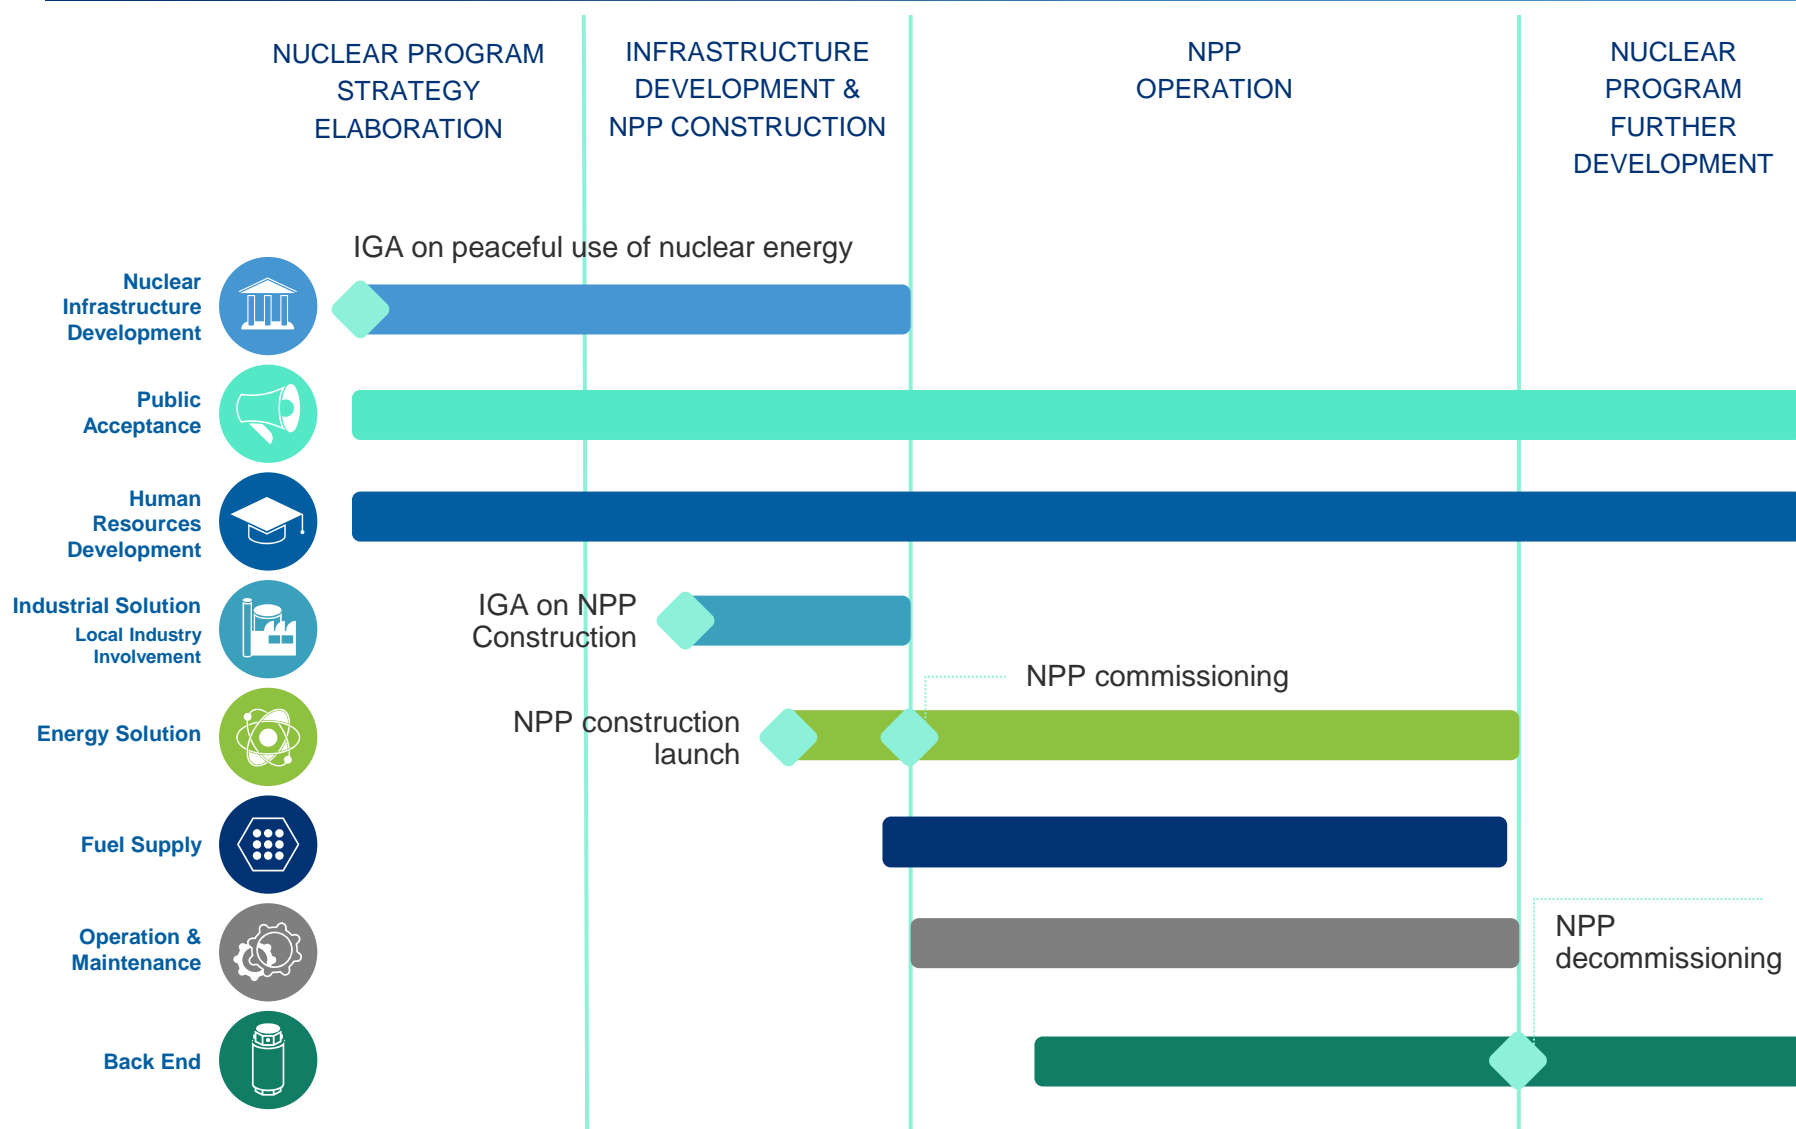 NUCLEAR PROGRAM
STRATEGY
ELABORATION
INFRASTRUCTURE
DEVELOPMENT &
NPP CONSTRUCTION
NPP
OPERATION
NUCLEAR
PROGRAM
FURTHER
DEVELOPMENT
IGA on peaceful use of nuclear energy
Nuclear
Infrastructure
Development
Public
Acceptance
Human
Resources
Development
Industrial Solution
Local Industry
Involvement
IGA on NPP
Construction
NPP commissioning
Energy Solution
NPP construction
launch
Fuel Supply
Operation &
Maintenance
NPP
decommissioning
Back End